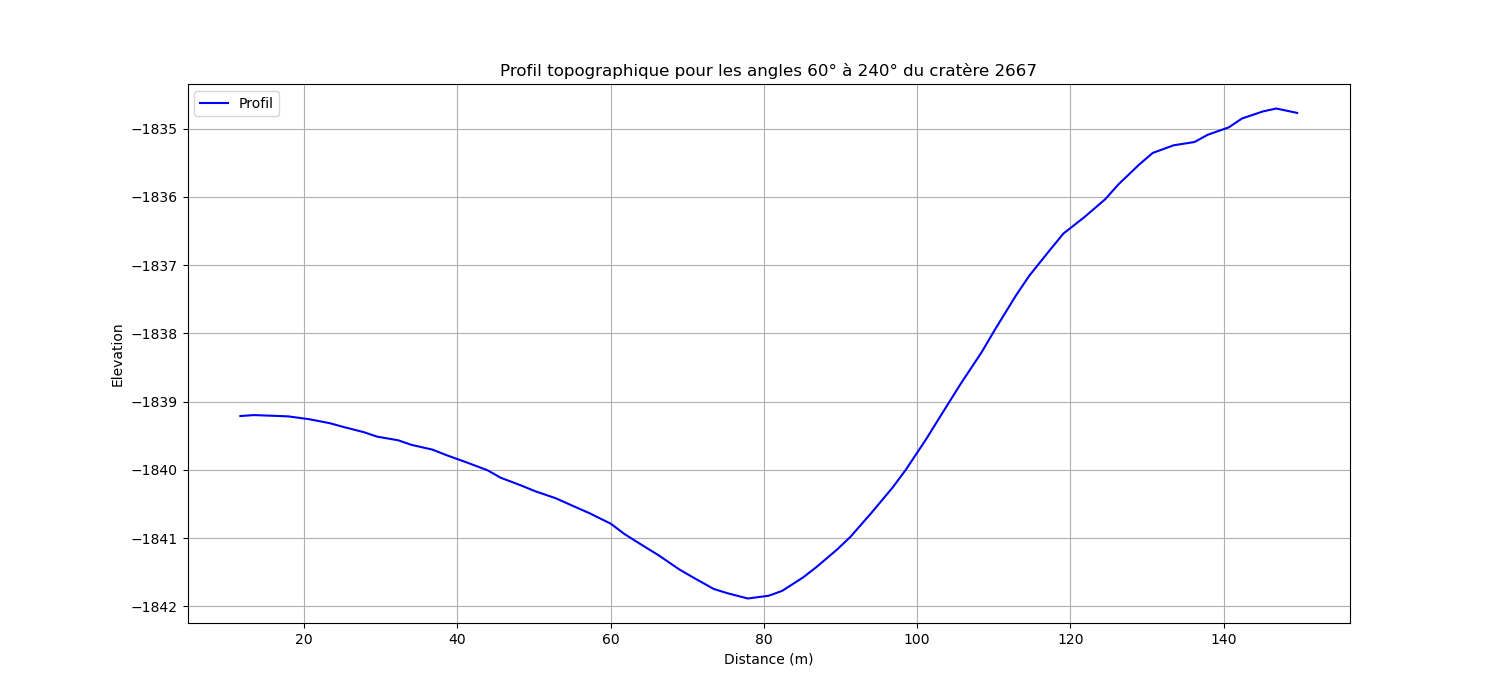 Profil topographique pour les angles 60° à 240° du cratère 2667
Profil
−1835
−1836
−1837
−1838
−1839
−1840
−1841
−1842
Elevation
20 40 60 80 100 120 140
Distance (m)